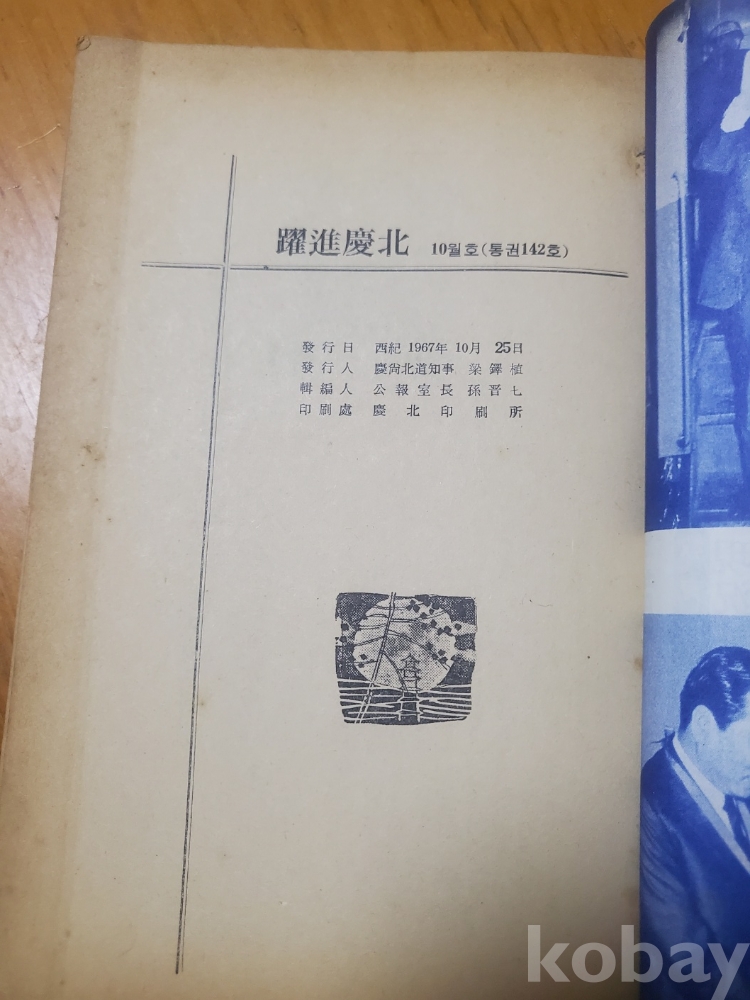 躍進慶北 10월호(통권142호)
發行日 西紀 1967年 10月 25日
發行人 慶尙北道知事 梁鐸植
輯編人 公報室長 孫晋七
印刷處 慶北印刷所
kobay